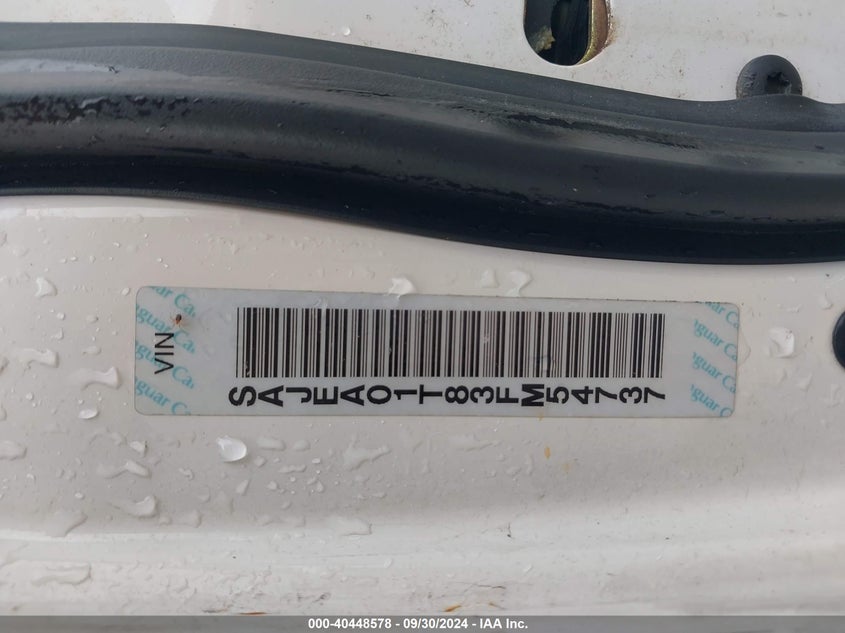 VIN
SAJEA01T83FM54737
000-40448578 - 09/30/2024 - IAA Inc.